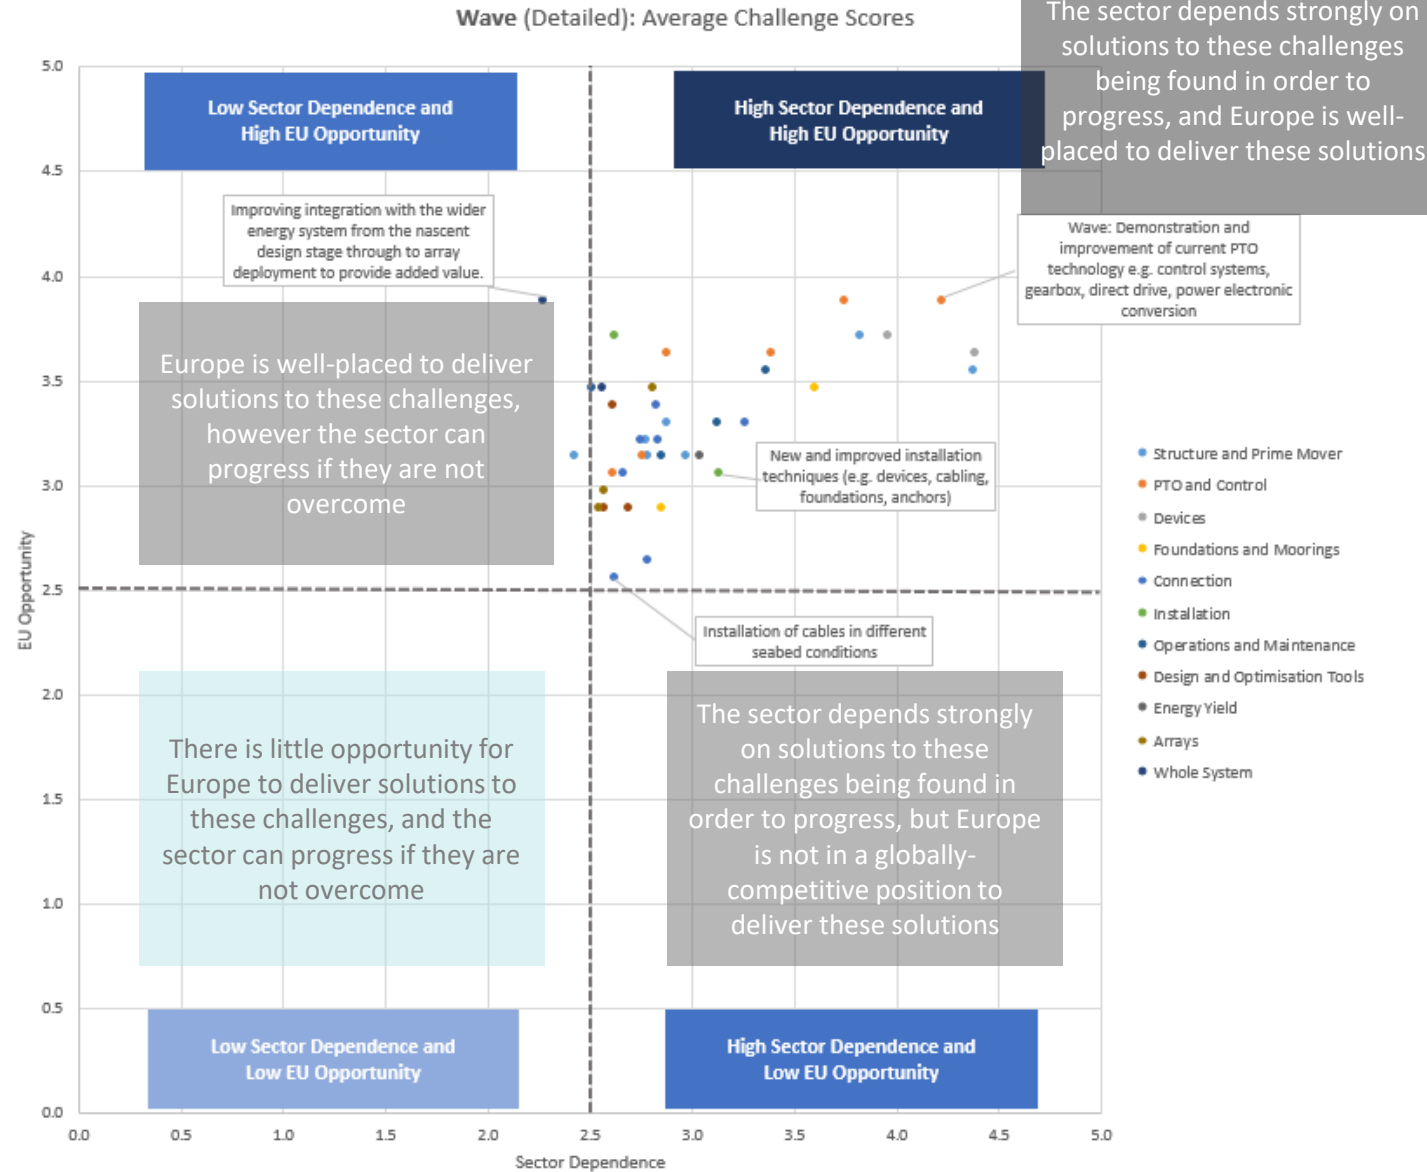 Wave (Detailed): Average Challenge Scores
The sector depends strongly on
solutions to these challenges
being found in order to
progress, and Europe is well-
placed to deliver these solutions
Low Sector Dependence and
High EU Opportunity
High Sector Dependence and
High EU Opportunity
Improving integration with the wider
energy system from the nascent
design stage through to array
deployment to provide added value.
Wave: Demonstration and
improvement of current PTO
technology e.g. control systems,
gearbox, direct drive, power electronic
conversion
Europe is well-placed to deliver
solutions to these challenges,
however the sector can
progress if they are not
overcome
New and improved installation
techniques (e.g. devices, cabling,
foundations, anchors)
Installation of cables in different
seabed conditions
There is little opportunity for
Europe to deliver solutions to
these challenges, and the
sector can progress if they are
not overcome
The sector depends strongly
on solutions to these
challenges being found in
order to progress, but Europe
is not in a globally-
competitive position to
deliver these solutions
Low Sector Dependence and
Low EU Opportunity
High Sector Dependence and
Low EU Opportunity
EU Opportunity
5.0
4.5
4.0
3.5
3.0
2.5
2.0
1.5
1.0
0.5
0.0
0.0 0.5 1.0 1.5 2.0 2.5 3.0 3.5 4.0 4.5 5.0
Sector Dependence
Structure and Prime Mover
PTO and Control
Devices
Foundations and Moorings
Connection
Installation
Operations and Maintenance
Design and Optimisation Tools
Energy Yield
Arrays
Whole System